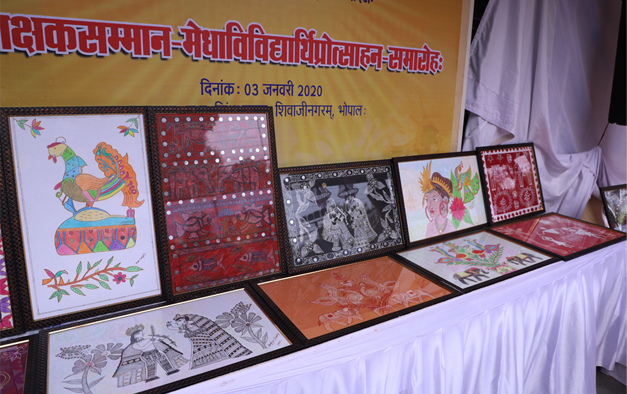 क्षकसम्मान-मेधाविविद्यार्थिप्रोत्साहन-समारोहः
दिनांक: 03 जनवरी 2020
शिवाजीनगरम्, भोपालः